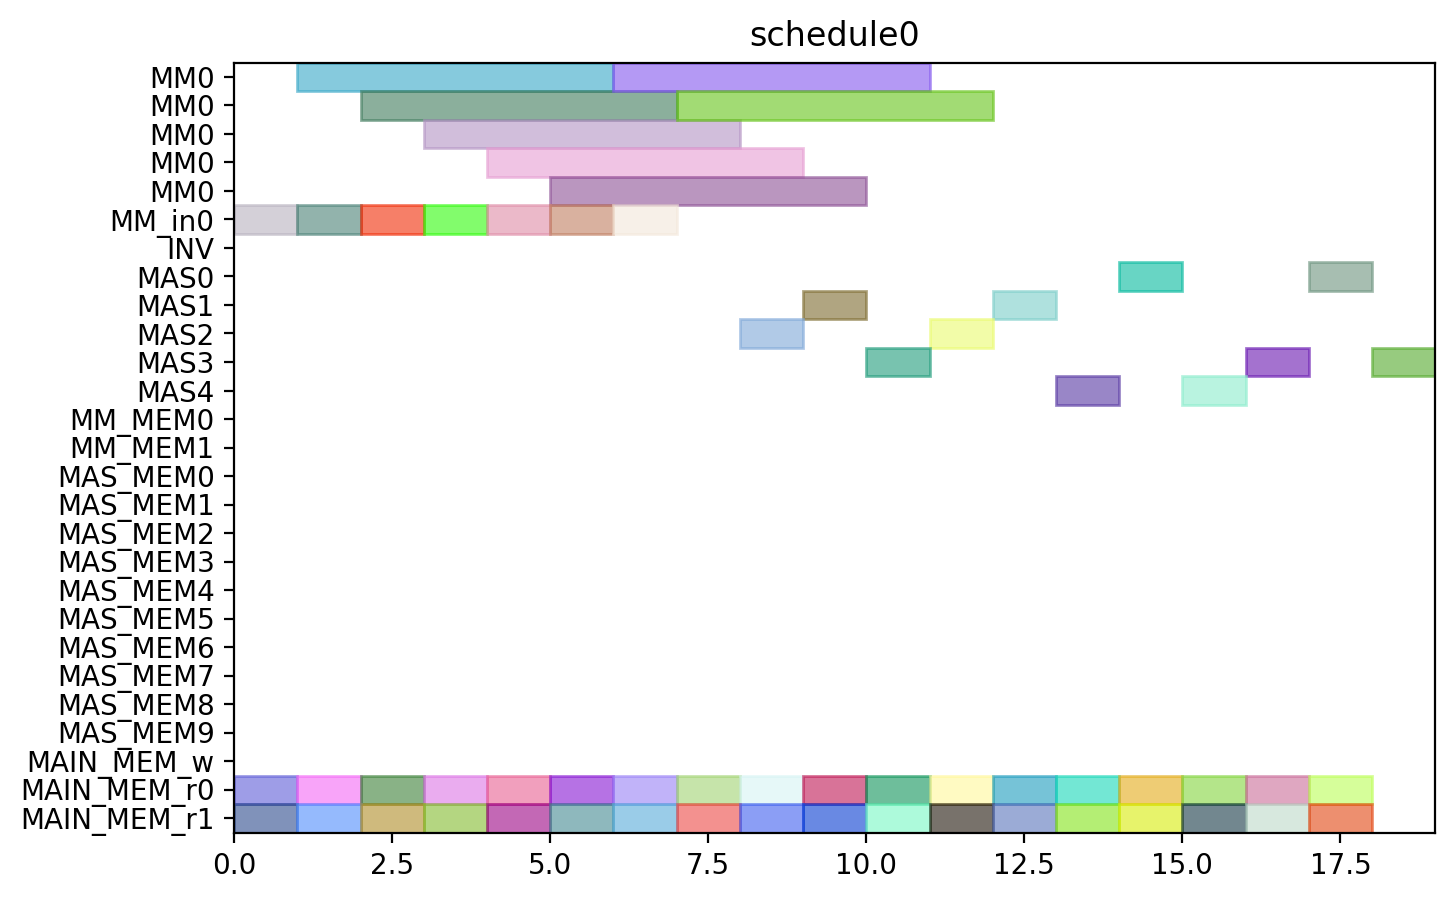 schedule0
MM0
MM0
MM0
MM0
MM0
MM_in0
INV
MAS0
MAS1
MAS2
MAS3
MAS4
MM_MEM0
MM_MEM1
MAS_MEM0
MAS_MEM1
MAS_MEM2
MAS_MEM3
MAS_MEM4
MAS_MEM5
MAS_MEM6
MAS_MEM7
MAS_MEM8
MAS_MEM9
MAIN_MEM_w
MAIN_MEM_r0
MAIN_MEM_r1
0.0 2.5 5.0 7.5 10.0 12.5 15.0 17.5